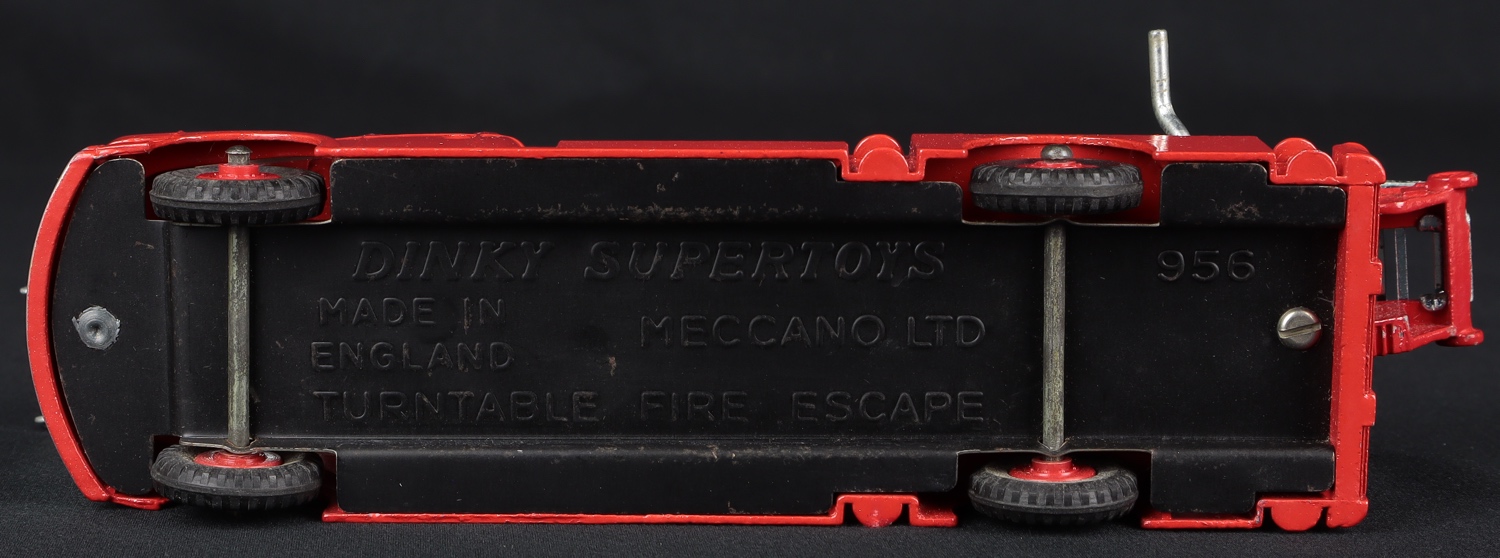 DINKY SUPERTOYS 956
MADE IN
ENGLAND
MECCANO LTD
TURNTABLE FIRE ESCAPE